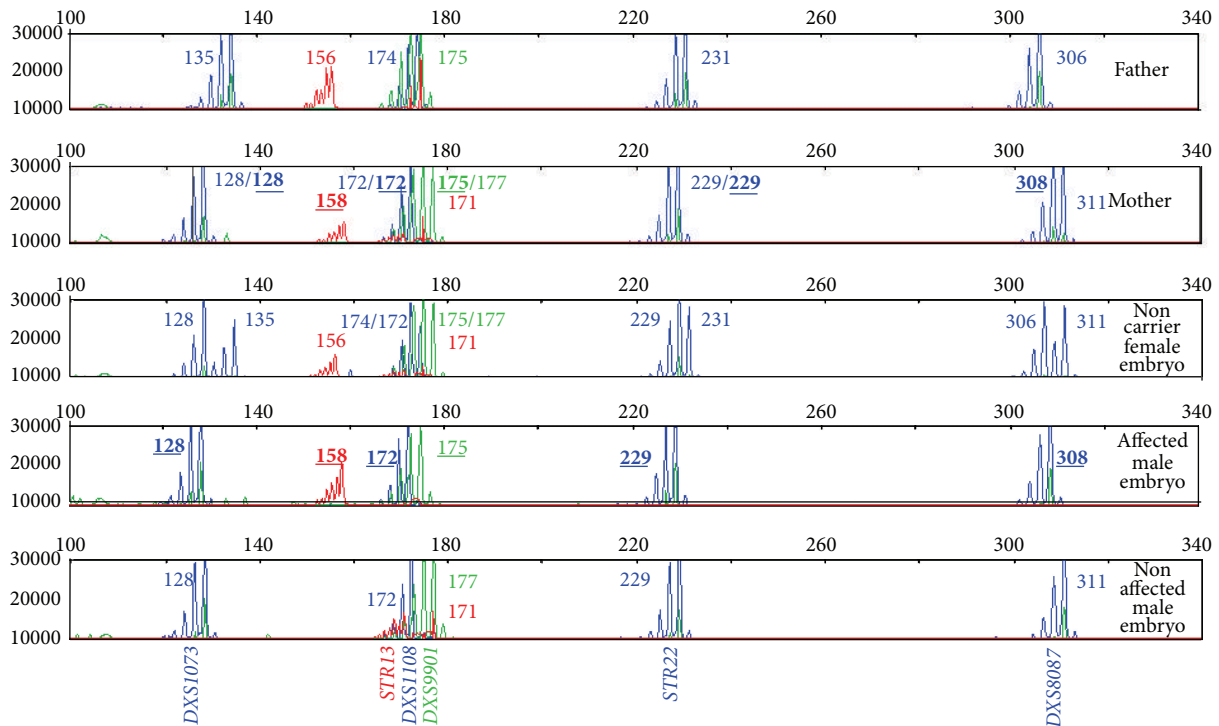 100 140 180 220 260 300 340
30000
20000
10000
135 156 174 175 231 306
Father
100 140 180 220 260 300 340
30000
20000
10000
128/128 158 172/172 175/177 171 229/229 308 311
Mother
100 140 180 220 260 300 340
30000
20000
10000
128 135 156 174/172 175/177 171 229 231 306 311
Non
carrier
female
embryo
100 140 180 220 260 300 340
30000
20000
10000
128 158 172 175 229 308
Affected
male
embryo
100 140 180 220 260 300 340
30000
20000
10000
128 172 177 171 229 311
Non
affected
male
embryo
DXS1073
STR13
DXS1108
DXS9901
STR22
DXS8087